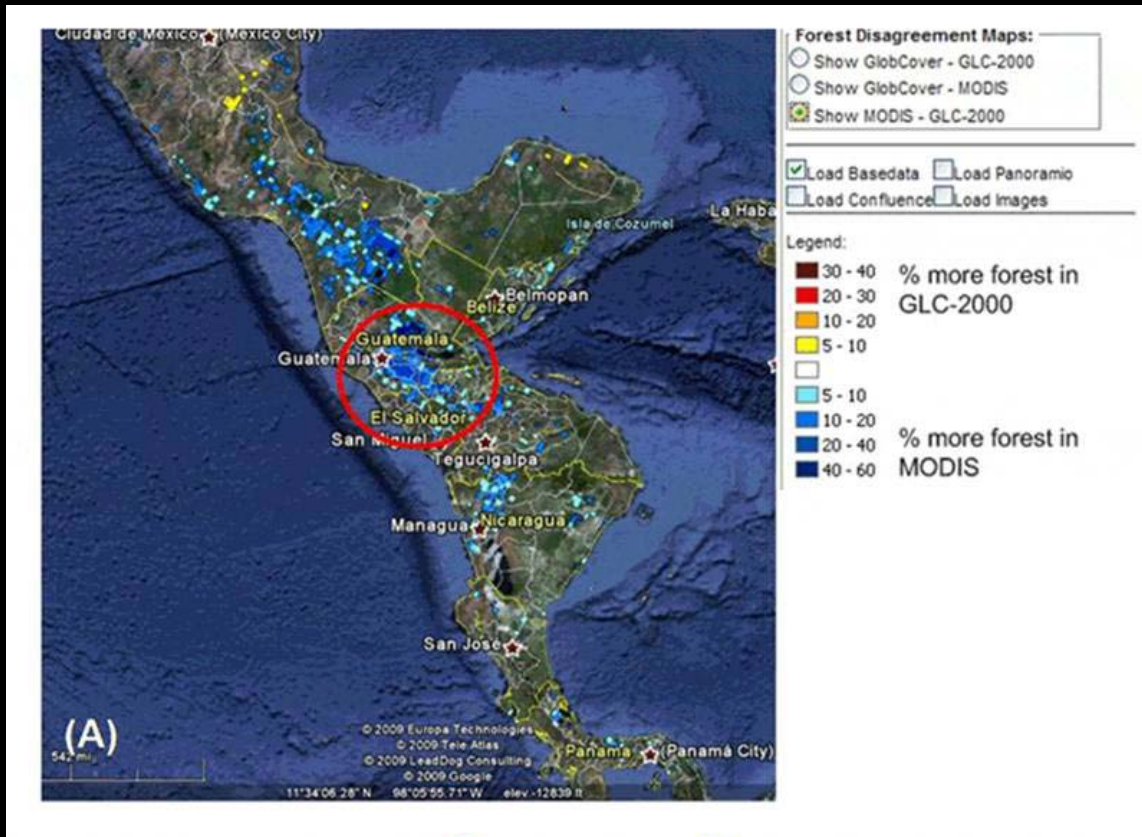 Ciudad de México (Mexico City)
Isla de Cozumel
La Haba
Belmopan
Belize
Guatemala
Guatemala
El Salvador
San Miguel
Tegucigalpa
Managua
Nicaragua
San José
Panama
(Panamá City)
(A)
542 mi
© 2009 Europa Technologies
© 2009 Tele Atlas
© 2009 LeadDog Consulting
© 2009 Google
11°34'06.28" N 98°05'55.71" W elev -12839 ft
Forest Disagreement Maps:
Show GlobCover - GLC-2000
Show GlobCover - MODIS
Show MODIS - GLC-2000
Load Basedata Load Panoramio
Load Confluence Load Images
Legend:
30 - 40
20 - 30
10 - 20
5 - 10
% more forest in
GLC-2000
5 - 10
10 - 20
20 - 40
40 - 60
% more forest in
MODIS